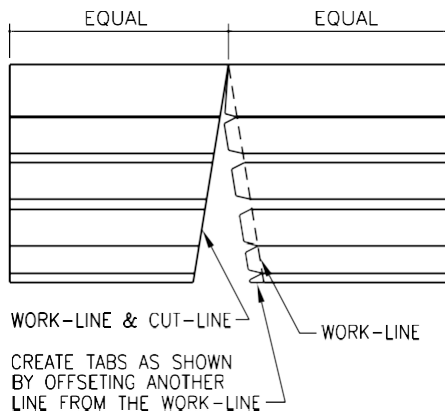 EQUAL
EQUAL
WORK-LINE & CUT-LINE
WORK-LINE
CREATE TABS AS SHOWN
BY OFFSETING ANOTHER
LINE FROM THE WORK-LINE